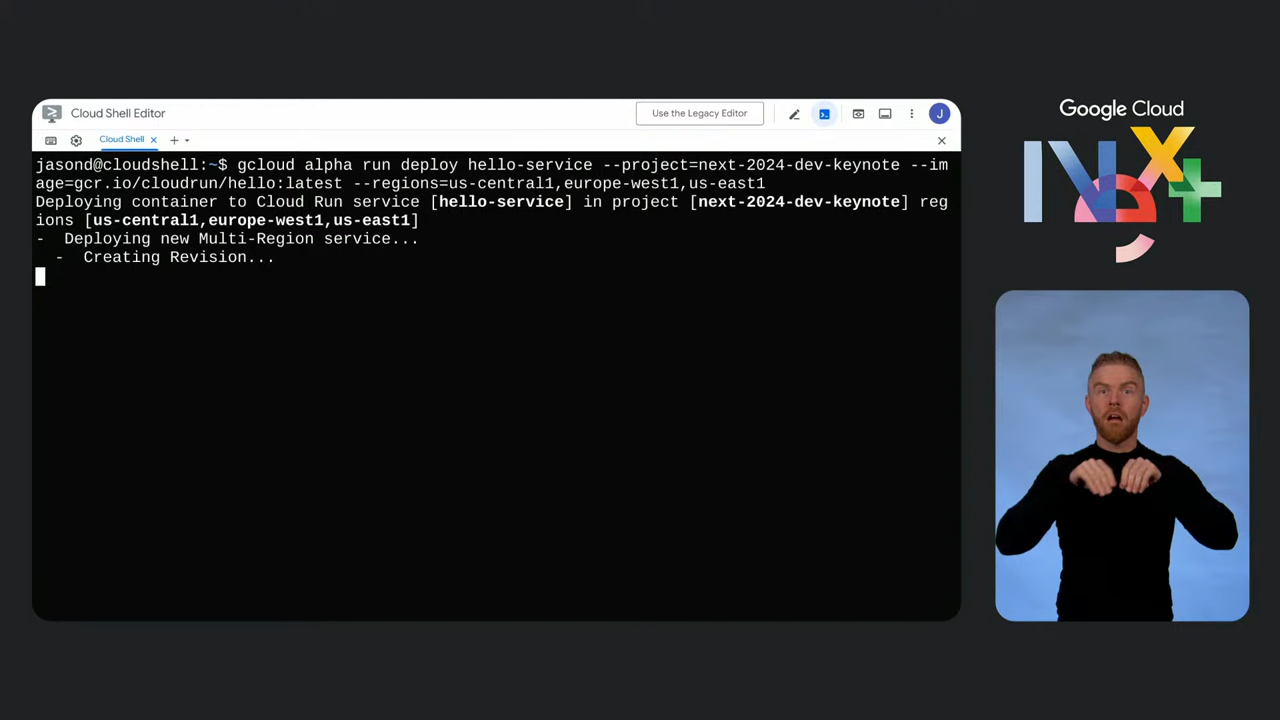 Google Cloud
Next
Cloud Shell Editor
Use the Legacy Editor
J
Cloud Shell
jasond@cloudshell:~$ gcloud alpha run deploy hello-service --project=next-2024-dev-keynote --im
age=gcr.io/cloudrun/hello:latest --regions=us-central1,europe-west1,us-east1
Deploying container to Cloud Run service [hello-service] in project [next-2024-dev-keynote] reg
ions [us-central1,europe-west1,us-east1]
-  Deploying new Multi-Region service...
  -  Creating Revision...